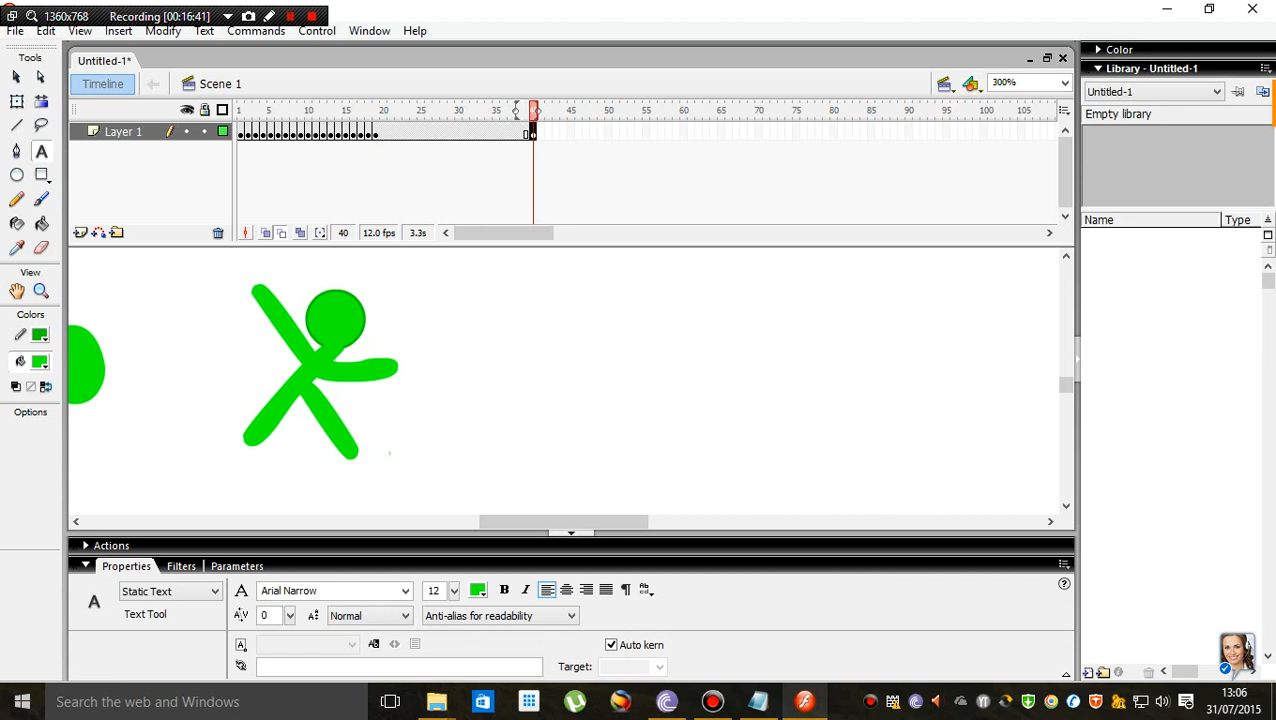 1360x768 Recording [00:16:41]
File Edit View Insert Modify Text Commands Control Window Help
Tools
View
Colors
Options
Untitled-1*
Timeline
Scene 1
300%
1 5 10 15 20 25 30 35 45 50 55 60 65 70 75 80 85 90 95 100 105
Layer 1
40 12.0 fps 3.3s
Color
Library - Untitled-1
Untitled-1
Empty library
Name Type
Actions
Properties Filters Parameters
A Static Text
Text Tool
A Arial Narrow 12 B I
0 Normal Anti-alias for readability
Auto kern
Target:
Search the web and Windows
13:06
31/07/2015